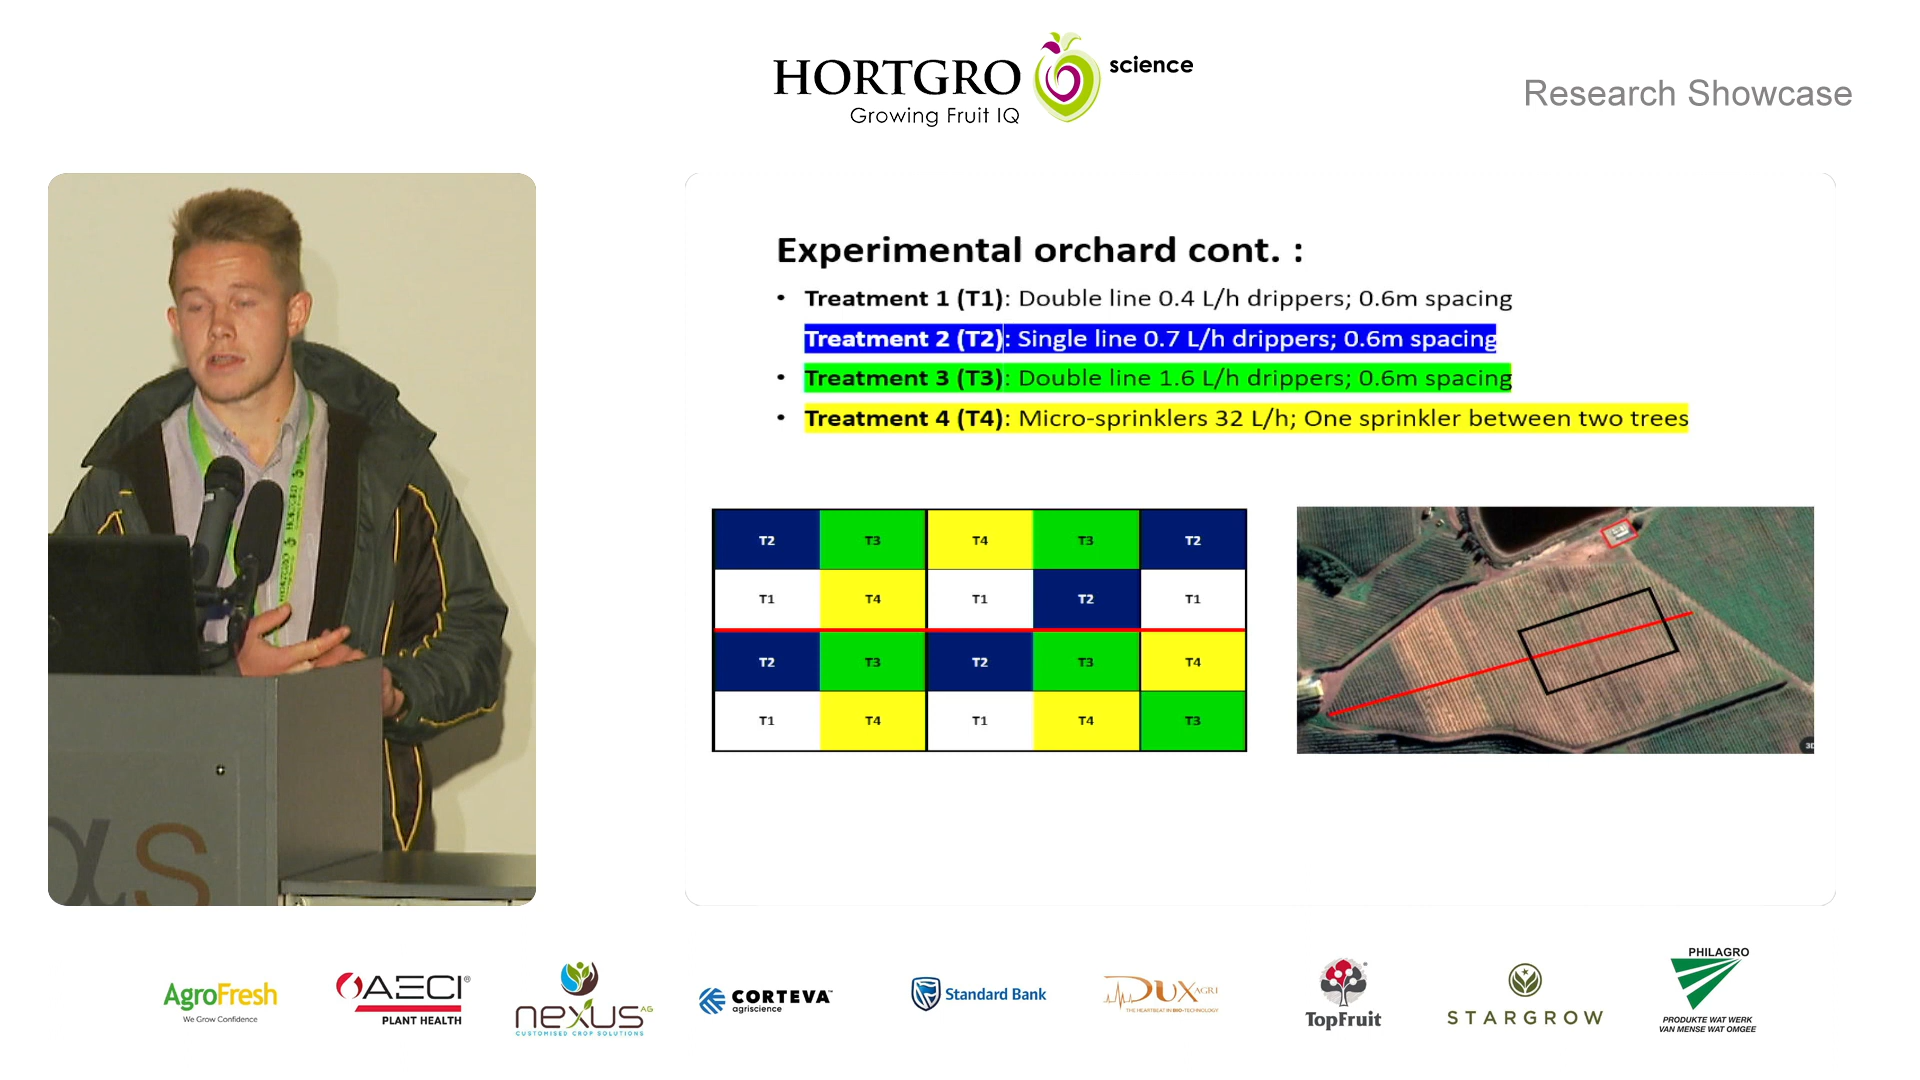 HORTGRO science
Growing Fruit IQ
Research Showcase
Experimental orchard cont. :
• Treatment 1 (T1): Double line 0.4 L/h drippers; 0.6m spacing
Treatment 2 (T2): Single line 0.7 L/h drippers; 0.6m spacing
• Treatment 3 (T3): Double line 1.6 L/h drippers; 0.6m spacing
• Treatment 4 (T4): Micro-sprinklers 32 L/h; One sprinkler between two trees
T2 T3 T4 T3 T2
T1 T4 T1 T2 T1
T2 T3 T2 T3 T4
T1 T4 T1 T4 T3
3D
HORTGRO
αs
AgroFresh
We Grow Confidence
AECI®
PLANT HEALTH
nexus AG
CUSTOMISED CROP SOLUTIONS
CORTEVA™
agriscience
Standard Bank
DUX AGRI
THE HEARTBEAT IN BIO-TECHNOLOGY
TopFruit
STARGROW
PHILAGRO
PRODUKTE WAT WERK
VAN MENSE WAT OMGEE